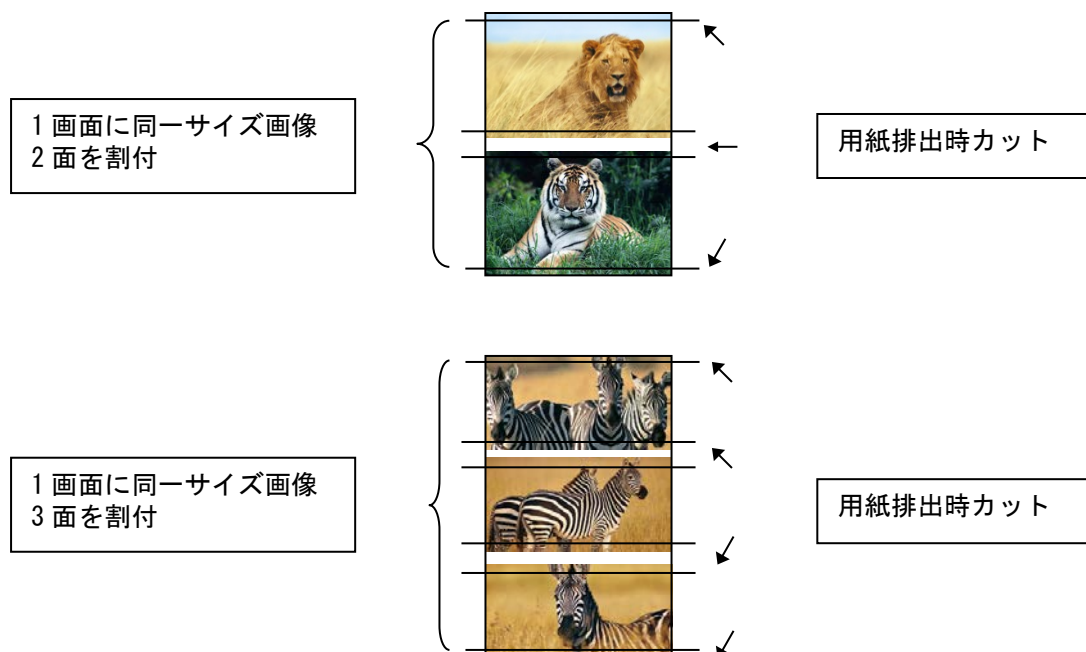 1画面に同一サイズ画像
2面を割付
用紙排出時カット
1画面に同一サイズ画像
3面を割付
用紙排出時カット